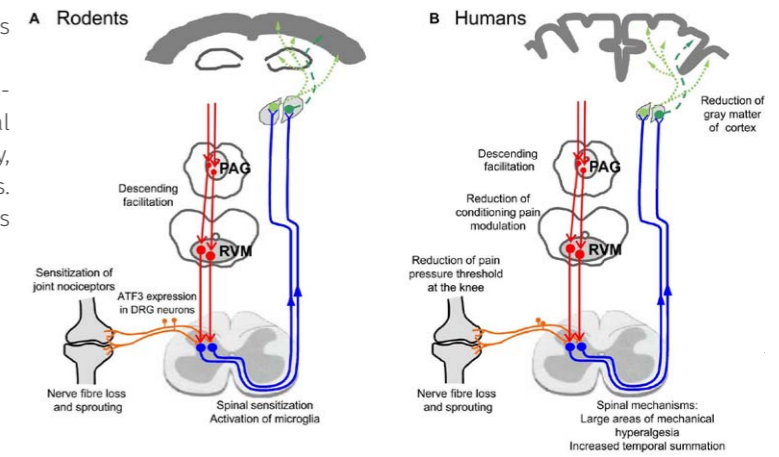 s
-
al
y,
s.
s
A Rodents
PAG
Descending
facilitation
RVM
Sensitization of
joint nociceptors
ATF3 expression
in DRG neurons
Nerve fibre loss
and sprouting
Spinal sensitization
Activation of microglia
B Humans
Reduction of
gray matter
of cortex
Descending
facilitation
PAG
Reduction of
conditioning pain
modulation
RVM
Reduction of pain
pressure threshold
at the knee
Nerve fibre loss
and sprouting
Spinal mechanisms:
Large areas of mechanical
hyperalgesia
Increased temporal summation